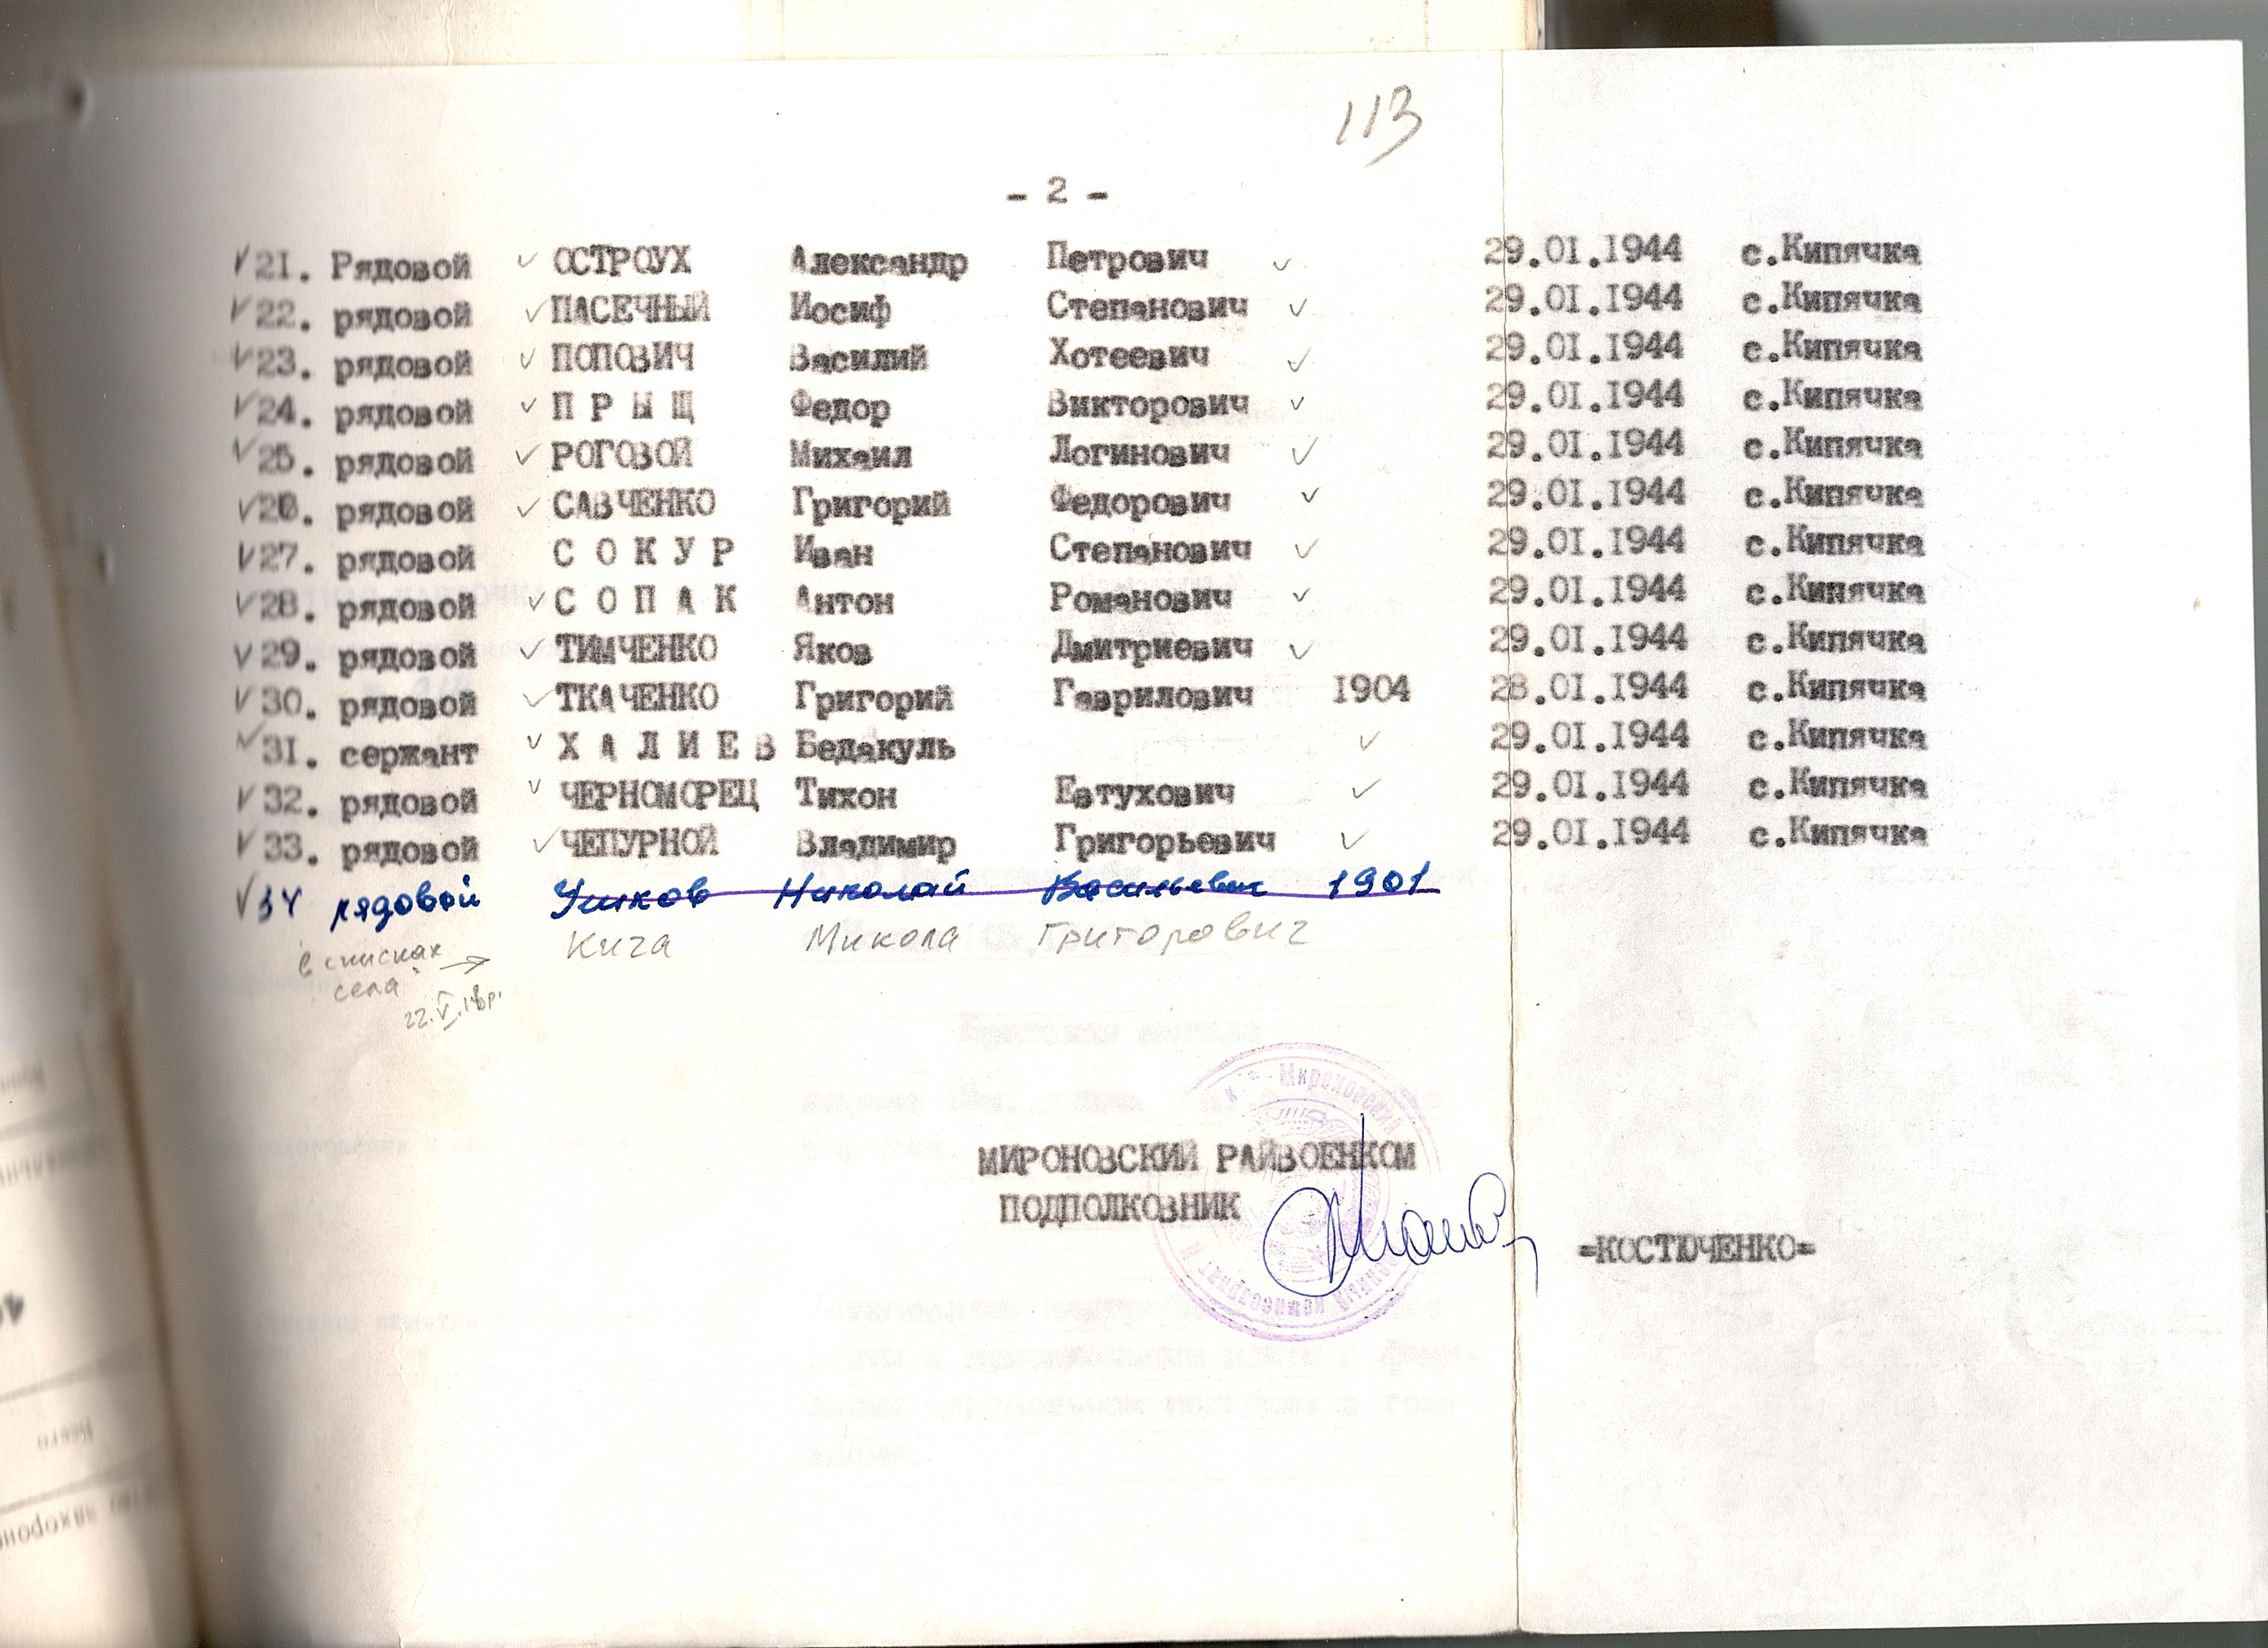 113
- 2 -
21. Рядовой ОСТРОУХ Александр Петрович 29.01.1944 с.Кипячка
22. рядовой ПАСЕЧНЫЙ Иосиф Степанович 29.01.1944 с.Кипячка
23. рядовой ПОПОВИЧ Василий Хотеевич 29.01.1944 с.Кипячка
24. рядовой П Р Ы Щ Федор Викторович 29.01.1944 с.Кипячка
25. рядовой РОГОВОЙ Михаил Логинович 29.01.1944 с.Кипячка
26. рядовой САВЧЕНКО Григорий Федорович 29.01.1944 с.Кипячка
27. рядовой С О К У Р Иван Степанович 29.01.1944 с.Кипячка
28. рядовой С О П А К Антон Романович 29.01.1944 с.Кипячка
29. рядовой ТИМЧЕНКО Яков Дмитриевич 29.01.1944 с.Кипячка
30. рядовой ТКАЧЕНКО Григорий Гаврилович 1904 28.01.1944 с.Кипячка
31. сержант Х А Л И Е В Бедакуль 29.01.1944 с.Кипячка
32. рядовой ЧЕРНОМОРЕЦ Тихон Евтухович 29.01.1944 с.Кипячка
33. рядовой ЧЕПУРНОЙ Владимир Григорьевич 29.01.1944 с.Кипячка
34 рядовой Ушков Николай Васильевич 1901
Кича Микола Григорович
в списках
села
22.V.
Мироновский
МИРОНОВСКИЙ РАЙВОЕНКОМ
ПОДПОЛКОВНИК
=КОСТЮЧЕНКО=
комиссариат